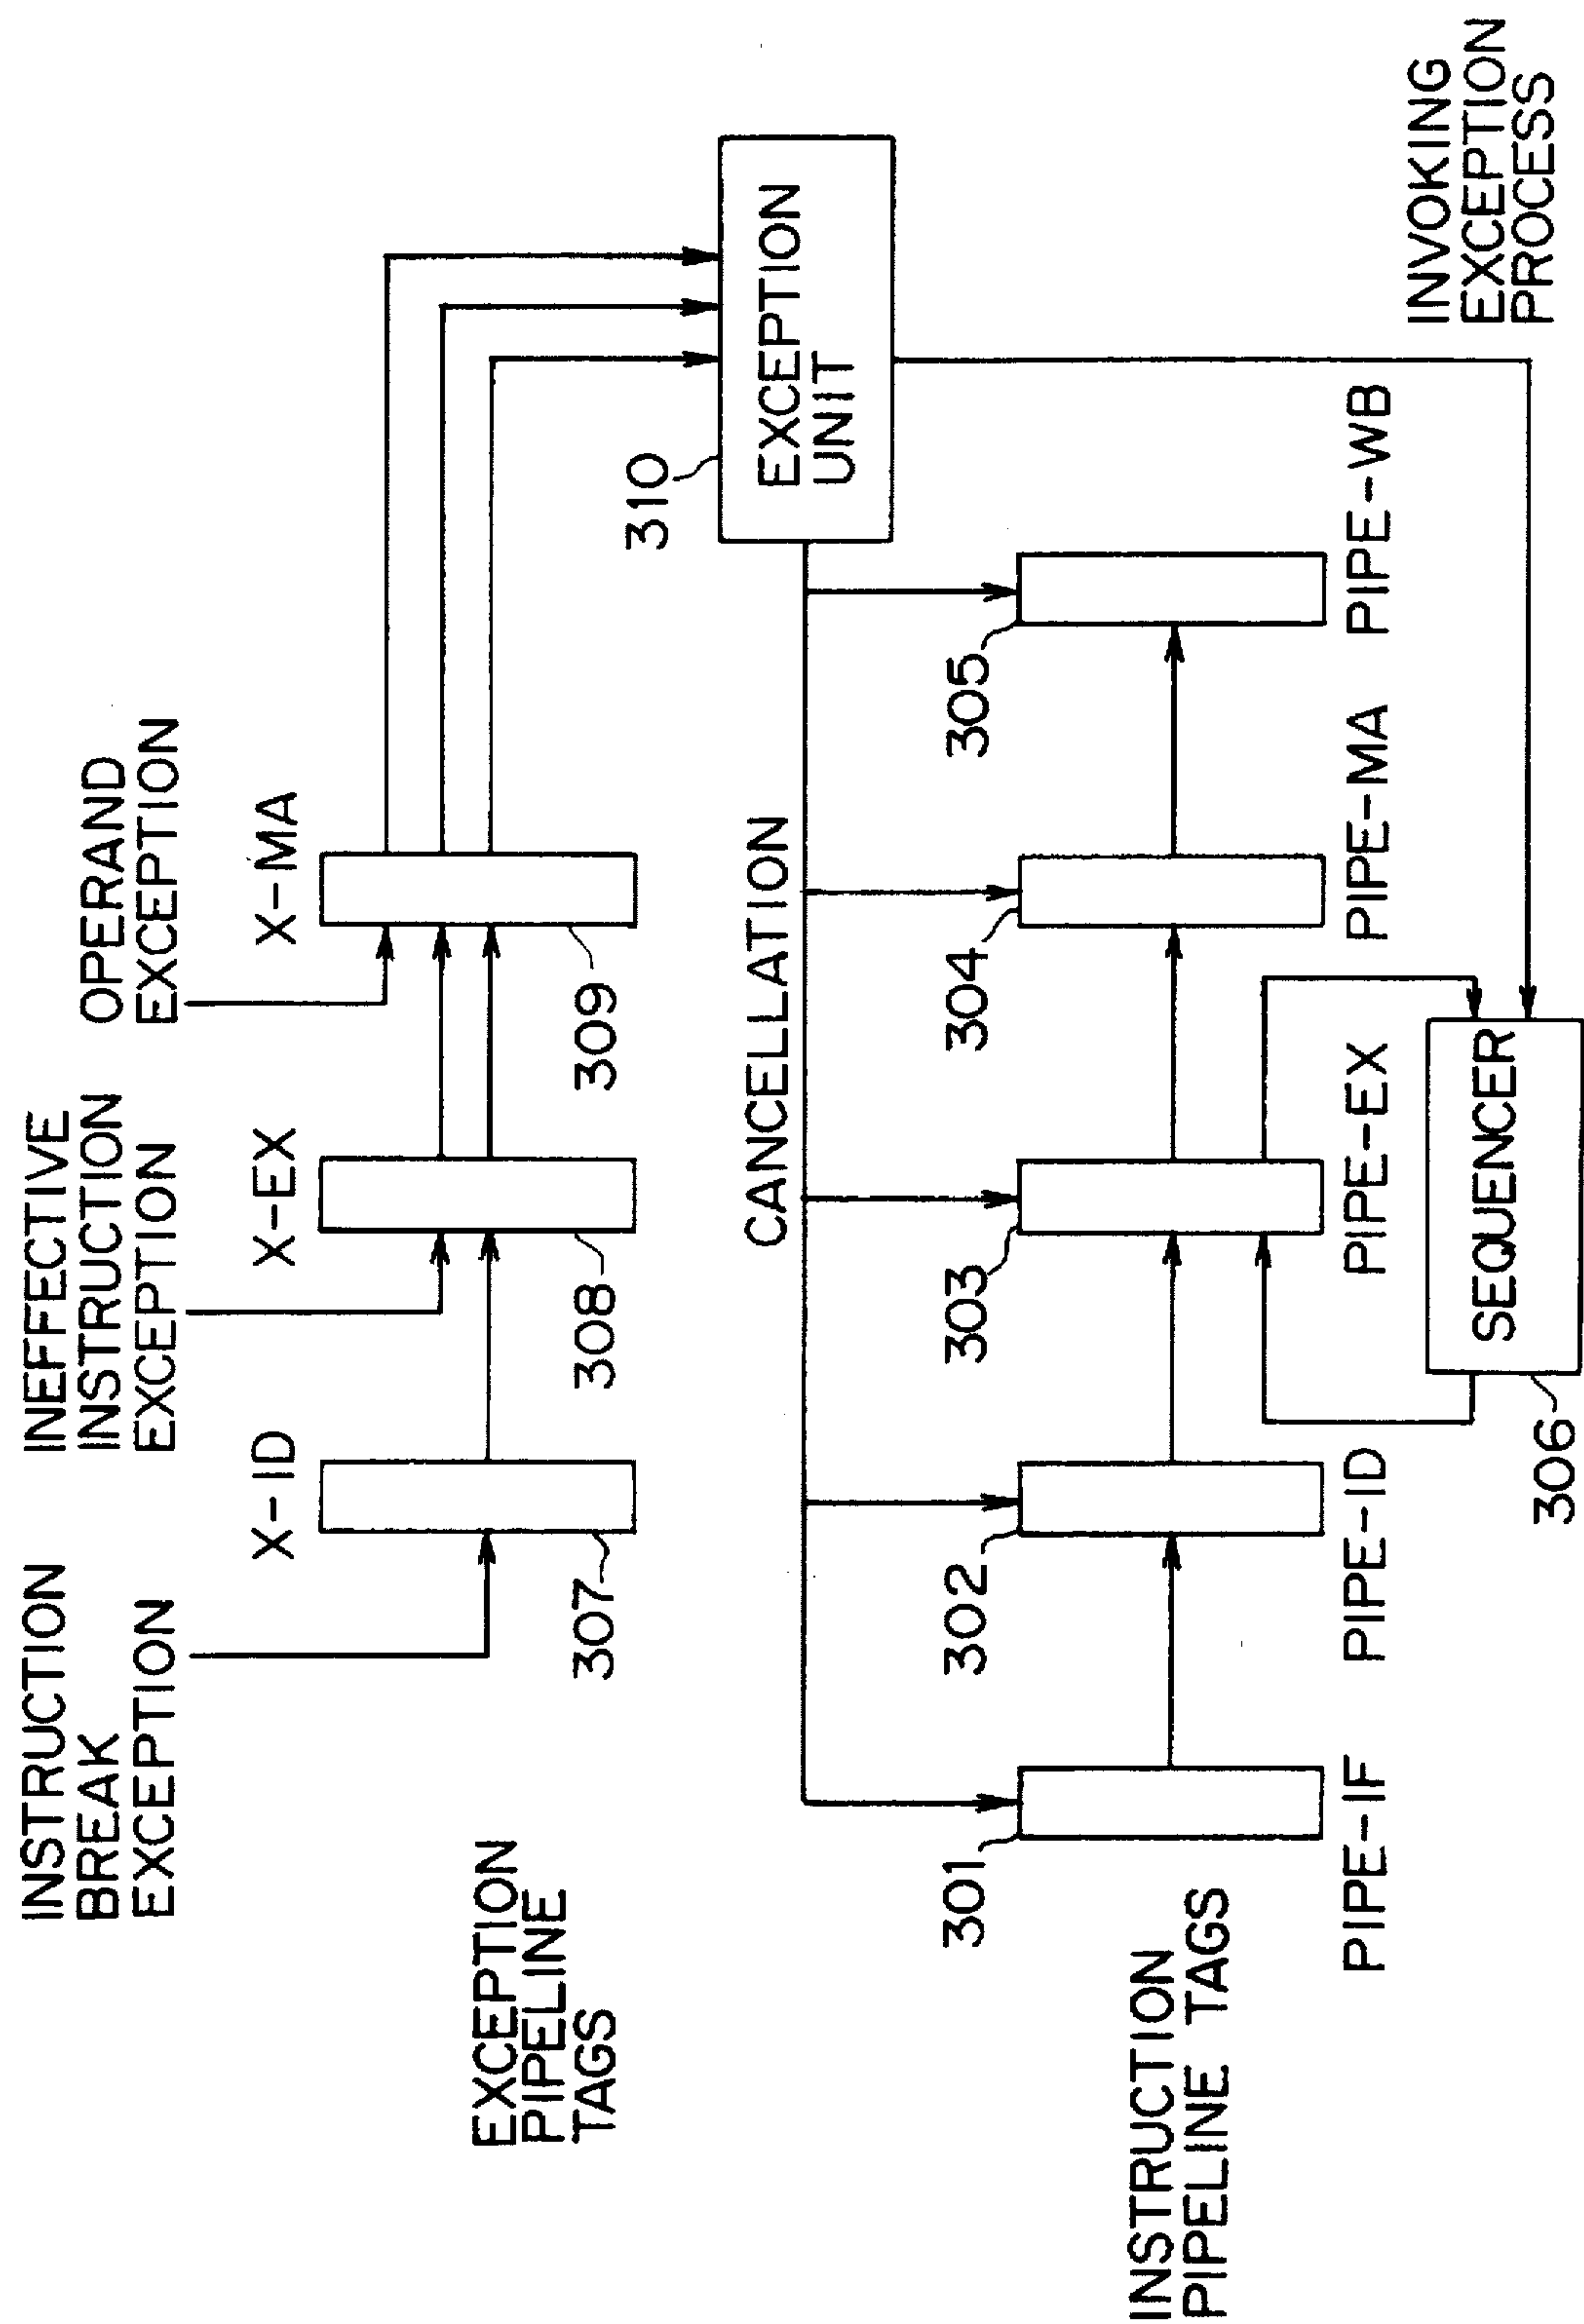 INSTRUCTION
BREAK
EXCEPTION
INEFFECTIVE
INSTRUCTION
EXCEPTION
OPERAND
EXCEPTION
X-ID
X-EX
X-MA
307
308
309
EXCEPTION
PIPELINE
TAGS
310
EXCEPTION
UNIT
CANCELLATION
301
302
303
304
305
INSTRUCTION
PIPELINE TAGS
PIPE-IF
PIPE-ID
PIPE-EX
PIPE-MA
PIPE-WB
306
SEQUENCER
INVOKING
EXCEPTION
PROCESS